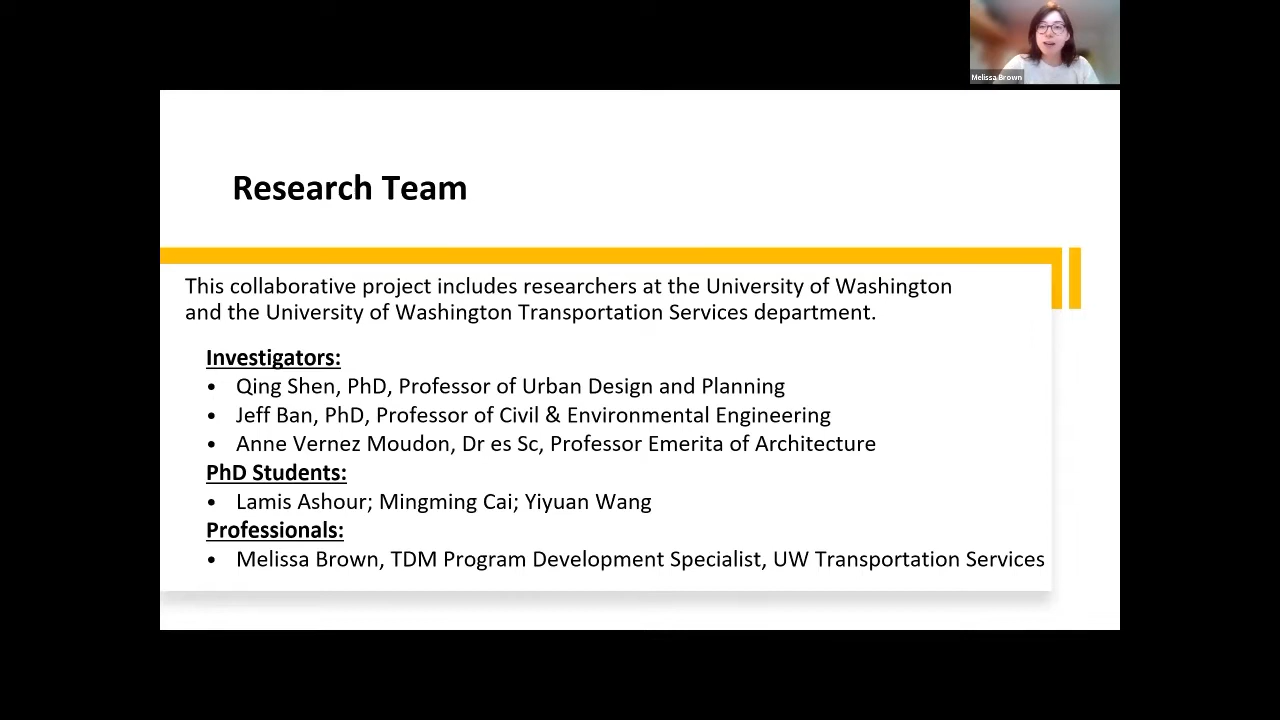 Melissa Brown
Research Team
This collaborative project includes researchers at the University of Washington
and the University of Washington Transportation Services department.
Investigators:
• Qing Shen, PhD, Professor of Urban Design and Planning
• Jeff Ban, PhD, Professor of Civil & Environmental Engineering
• Anne Vernez Moudon, Dr es Sc, Professor Emerita of Architecture
PhD Students:
• Lamis Ashour; Mingming Cai; Yiyuan Wang
Professionals:
• Melissa Brown, TDM Program Development Specialist, UW Transportation Services